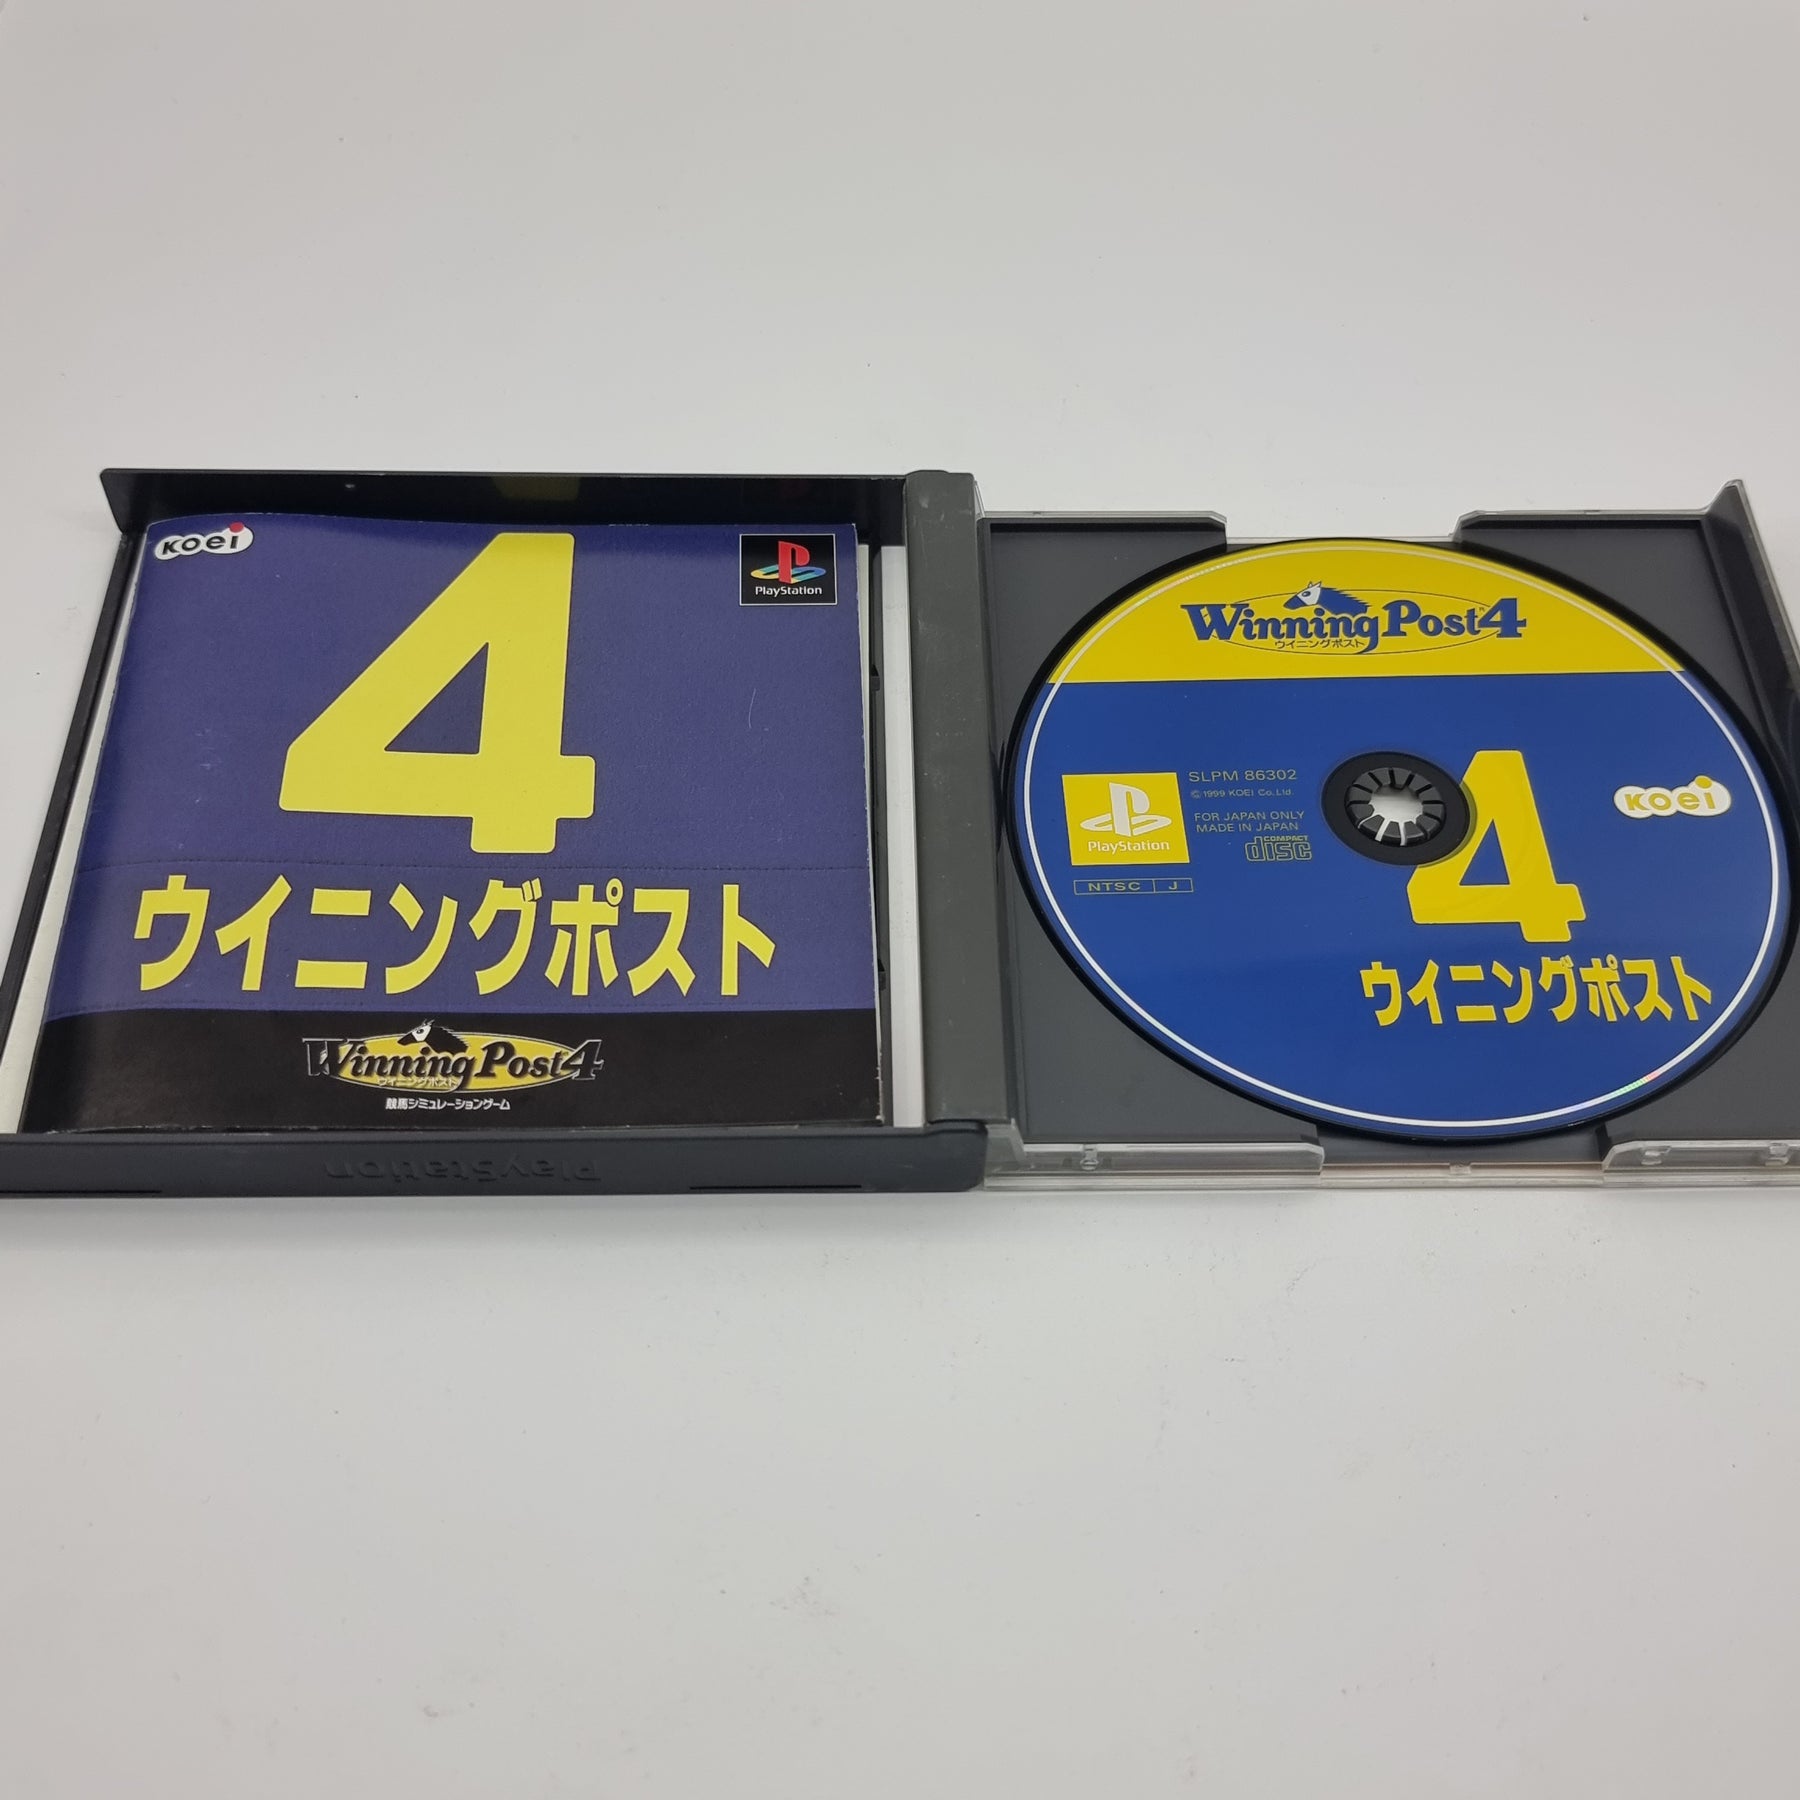 KOEI
PlayStation
4
ウイニングポスト
Winning Post 4
ウイニングポスト
競馬シミュレーションゲーム
PlayStation
Winning Post 4
ウイニングポスト
PlayStation
SLPM 86302
© 1999 KOEI Co., Ltd.
FOR JAPAN ONLY
MADE IN JAPAN
COMPACT
disc
NTSC J
KOEI
4
ウイニングポスト